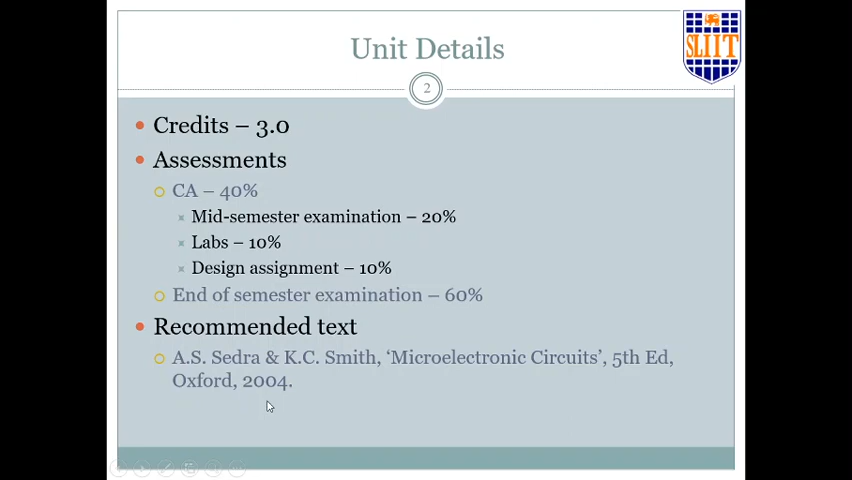 Unit Details
SLIIT
2
• Credits – 3.0
• Assessments
CA – 40%
Mid-semester examination – 20%
Labs – 10%
Design assignment – 10%
End of semester examination – 60%
• Recommended text
A.S. Sedra & K.C. Smith, ‘Microelectronic Circuits’, 5th Ed,
Oxford, 2004.